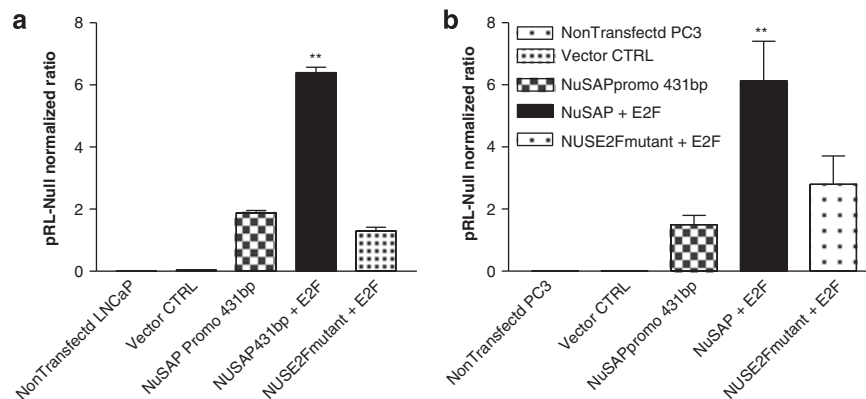 a
8
6
4
2
0
pRL-Null normalized ratio
**
NonTransfectd LNCaP
Vector CTRL
NuSAP Promo 431bp
NUSAP431bp + E2F
NUSE2Fmutant + E2F
b
8
6
4
2
0
pRL-Null normalized ratio
NonTransfectd PC3
Vector CTRL
NuSAPpromo 431bp
NuSAP + E2F
NUSE2Fmutant + E2F
**
NonTransfectd PC3
Vector CTRL
NuSAPpromo 431bp
NuSAP + E2F
NUSE2Fmutant + E2F